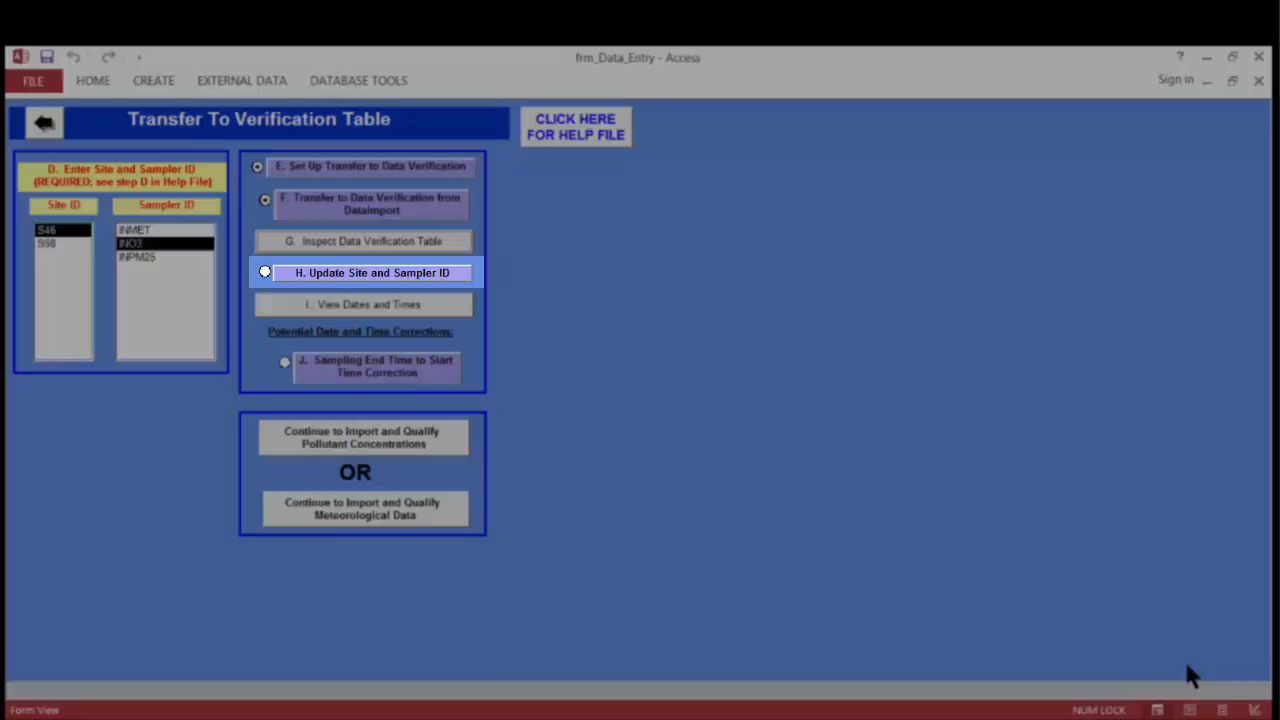 frm_Data_Entry - Access
FILE
HOME
CREATE
EXTERNAL DATA
DATABASE TOOLS
Sign in
Transfer To Verification Table
CLICK HERE
FOR HELP FILE
D. Enter Site and Sampler ID
(REQUIRED; see step D in Help File)
Site ID
Sampler ID
S46
S98
INMET
INO3
INPM25
E. Set Up Transfer to Data Verification
F. Transfer to Data Verification from
DataImport
G. Inspect Data Verification Table
H. Update Site and Sampler ID
I. View Dates and Times
Potential Date and Time Corrections:
J. Sampling End Time to Start
Time Correction
Continue to Import and Qualify
Pollutant Concentrations
OR
Continue to Import and Qualify
Meteorological Data
Form View
NUM LOCK